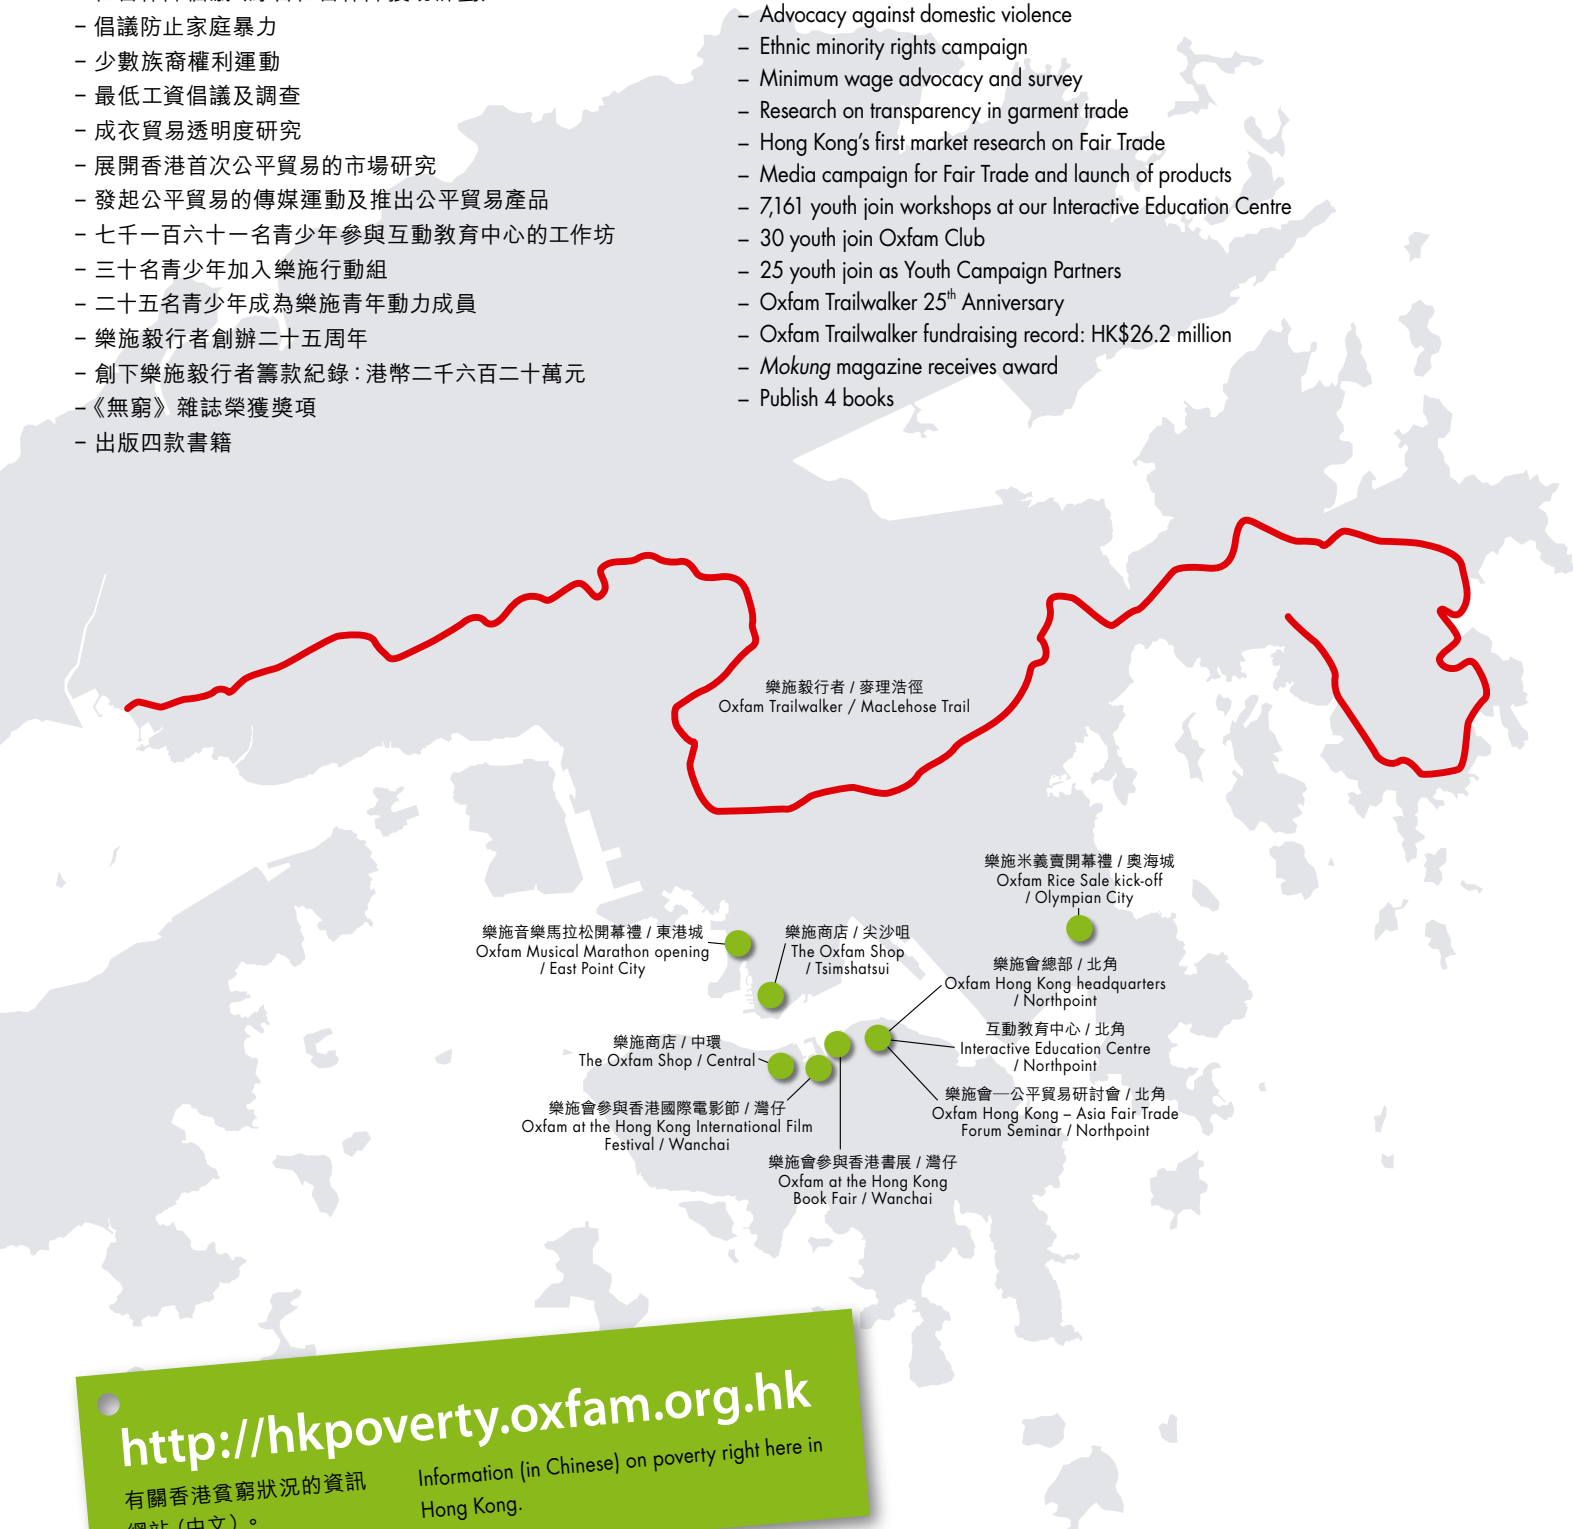 – 倡議防止家庭暴力
– 少數族裔權利運動
– 最低工資倡議及調查
– 成衣貿易透明度研究
– 展開香港首次公平貿易的市場研究
– 發起公平貿易的傳媒運動及推出公平貿易產品
– 七千一百六十一名青少年參與互動教育中心的工作坊
– 三十名青少年加入樂施行動組
– 二十五名青少年成為樂施青年動力成員
– 樂施毅行者創辦二十五周年
– 創下樂施毅行者籌款紀錄：港幣二千六百二十萬元
–《無窮》雜誌榮獲獎項
– 出版四款書籍
– Advocacy against domestic violence
– Ethnic minority rights campaign
– Minimum wage advocacy and survey
– Research on transparency in garment trade
– Hong Kong's first market research on Fair Trade
– Media campaign for Fair Trade and launch of products
– 7,161 youth join workshops at our Interactive Education Centre
– 30 youth join Oxfam Club
– 25 youth join as Youth Campaign Partners
– Oxfam Trailwalker 25th Anniversary
– Oxfam Trailwalker fundraising record: HK$26.2 million
– Mokung magazine receives award
– Publish 4 books
樂施毅行者 / 麥理浩徑
Oxfam Trailwalker / MacLehose Trail
樂施米義賣開幕禮 / 奧海城
Oxfam Rice Sale kick-off
/ Olympian City
樂施音樂馬拉松開幕禮 / 東港城
Oxfam Musical Marathon opening
/ East Point City
樂施商店 / 尖沙咀
The Oxfam Shop
/ Tsimshatsui
樂施會總部 / 北角
Oxfam Hong Kong headquarters
/ Northpoint
互動教育中心 / 北角
Interactive Education Centre
/ Northpoint
樂施商店 / 中環
The Oxfam Shop / Central
樂施會—公平貿易研討會 / 北角
Oxfam Hong Kong – Asia Fair Trade
Forum Seminar / Northpoint
樂施會參與香港國際電影節 / 灣仔
Oxfam at the Hong Kong International Film
Festival / Wanchai
樂施會參與香港書展 / 灣仔
Oxfam at the Hong Kong
Book Fair / Wanchai
http://hkpoverty.oxfam.org.hk
有關香港貧窮狀況的資訊
網站（中文）。
Information (in Chinese) on poverty right here in
Hong Kong.